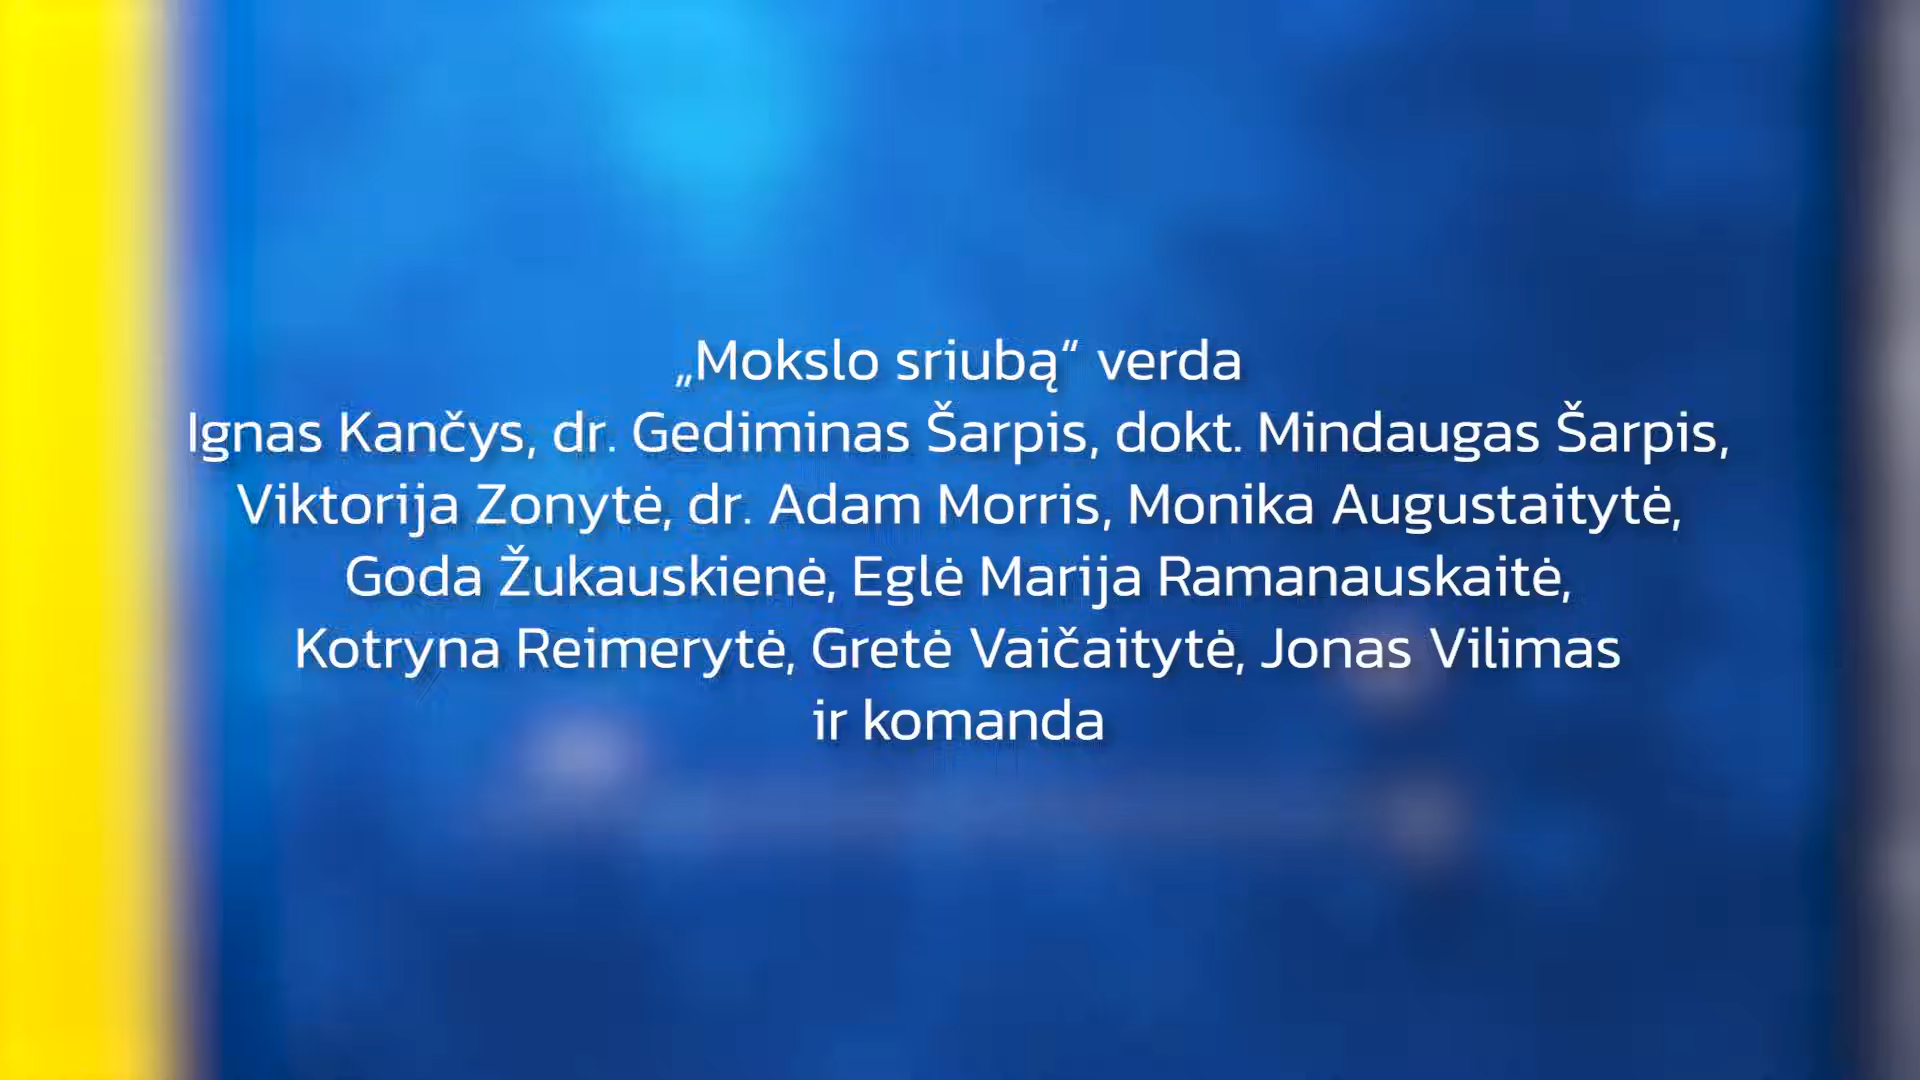 „Mokslo sriubą“ verda
Ignas Kančys, dr. Gediminas Šarpis, dokt. Mindaugas Šarpis,
Viktorija Zonytė, dr. Adam Morris, Monika Augustaitytė,
Goda Žukauskienė, Eglė Marija Ramanauskaitė,
Kotryna Reimerytė, Gretė Vaičaitytė, Jonas Vilimas
ir komanda